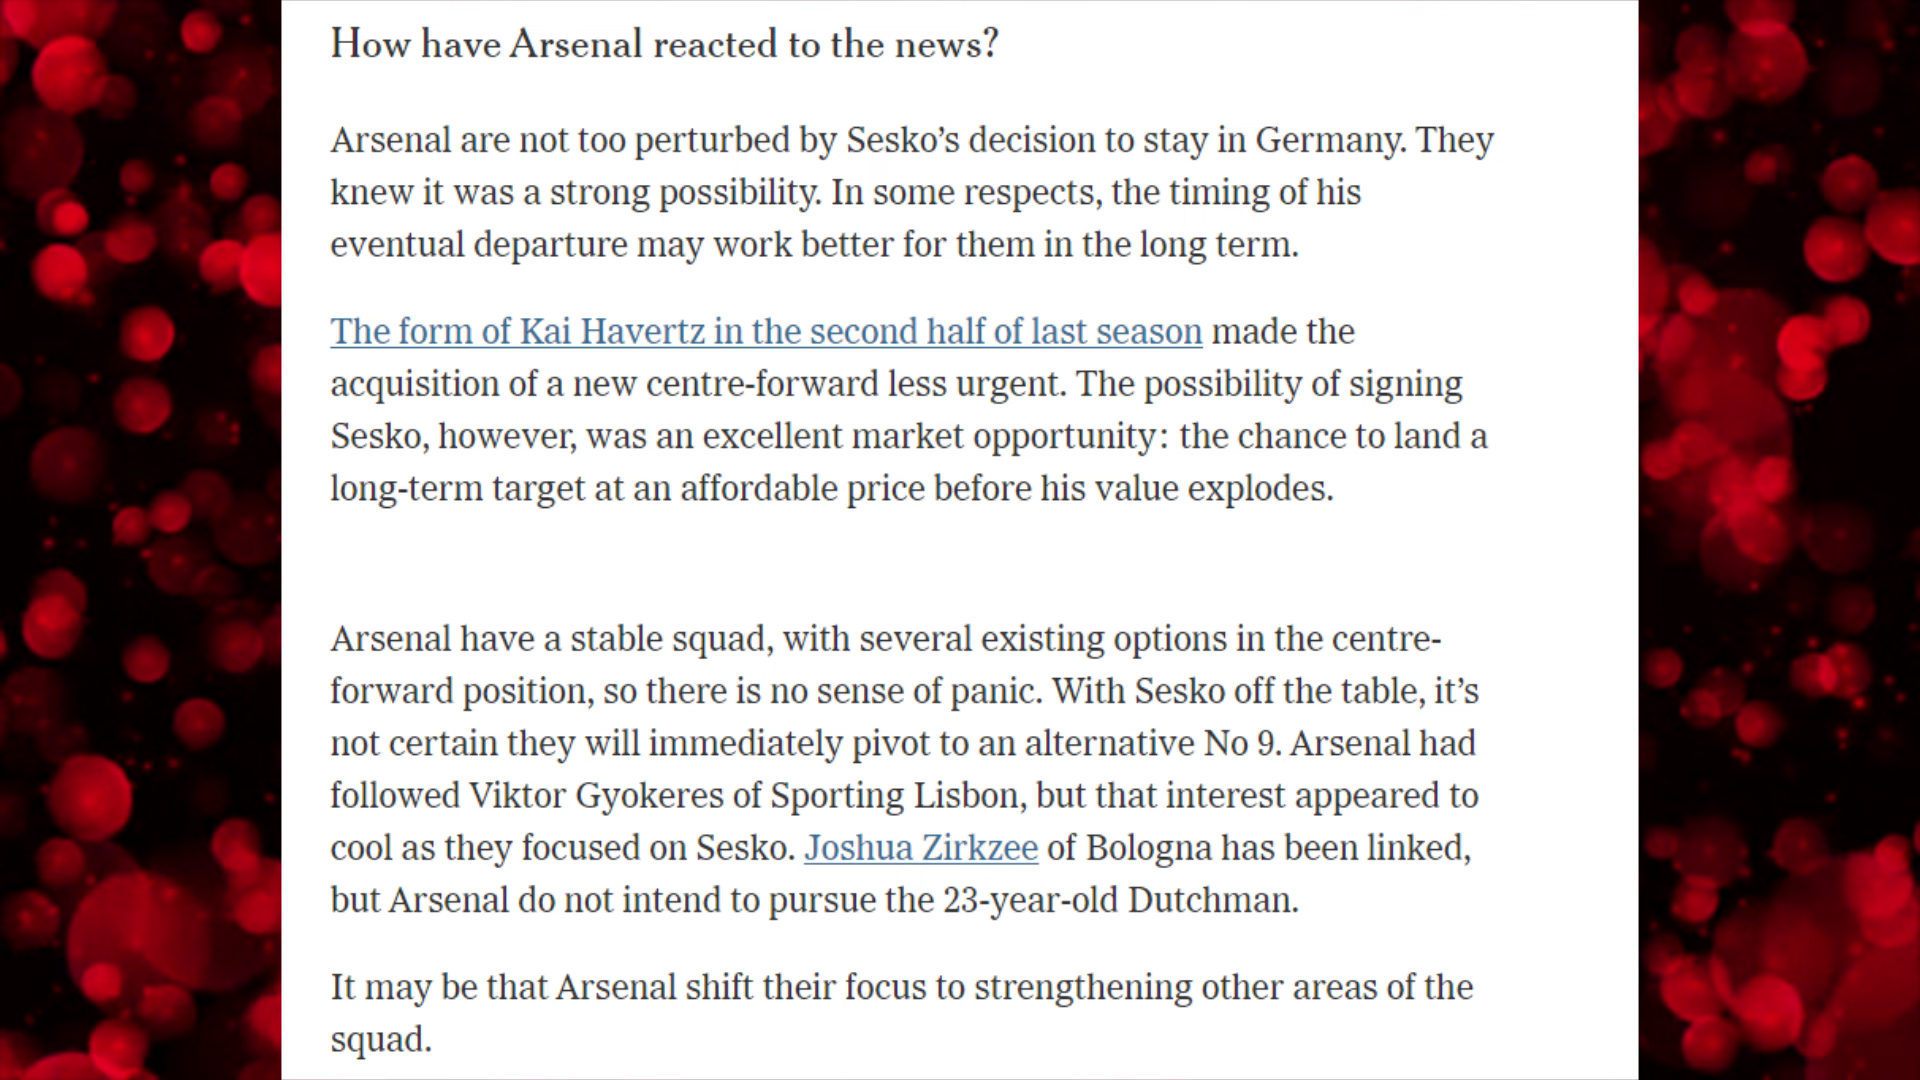 How have Arsenal reacted to the news?
Arsenal are not too perturbed by Sesko’s decision to stay in Germany. They
knew it was a strong possibility. In some respects, the timing of his
eventual departure may work better for them in the long term.
The form of Kai Havertz in the second half of last season made the
acquisition of a new centre-forward less urgent. The possibility of signing
Sesko, however, was an excellent market opportunity: the chance to land a
long-term target at an affordable price before his value explodes.
Arsenal have a stable squad, with several existing options in the centre-
forward position, so there is no sense of panic. With Sesko off the table, it’s
not certain they will immediately pivot to an alternative No 9. Arsenal had
followed Viktor Gyokeres of Sporting Lisbon, but that interest appeared to
cool as they focused on Sesko. Joshua Zirkzee of Bologna has been linked,
but Arsenal do not intend to pursue the 23-year-old Dutchman.
It may be that Arsenal shift their focus to strengthening other areas of the
squad.